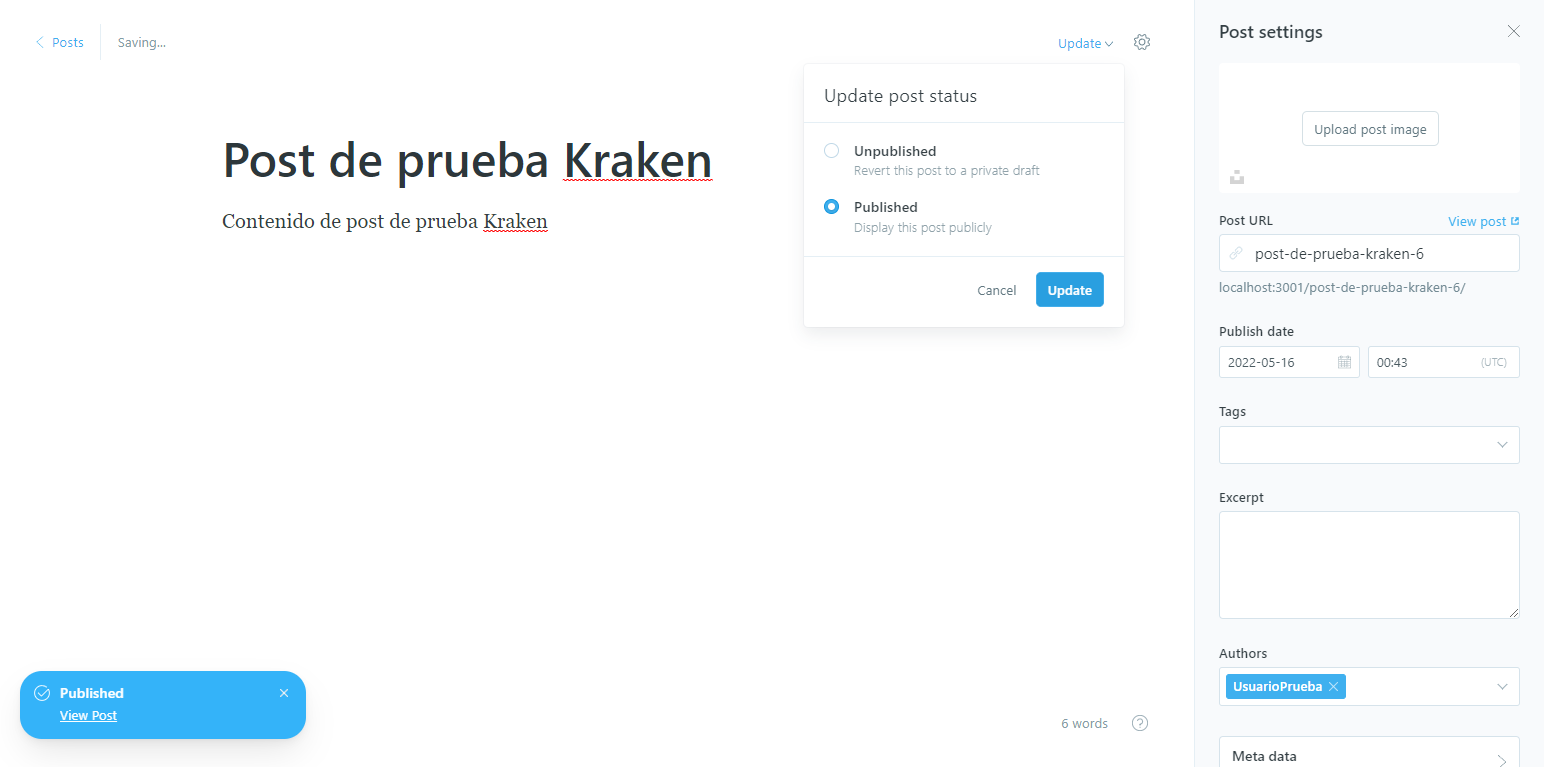 Posts
Saving...
Update
Update post status
Unpublished
Revert this post to a private draft
Published
Display this post publicly
Cancel
Update
Post de prueba Kraken
Contenido de post de prueba Kraken
Published
View Post
6 words
Post settings
Upload post image
Post URL
View post
post-de-prueba-kraken-6
localhost:3001/post-de-prueba-kraken-6/
Publish date
2022-05-16
00:43
(UTC)
Tags
Excerpt
Authors
UsuarioPrueba
Meta data